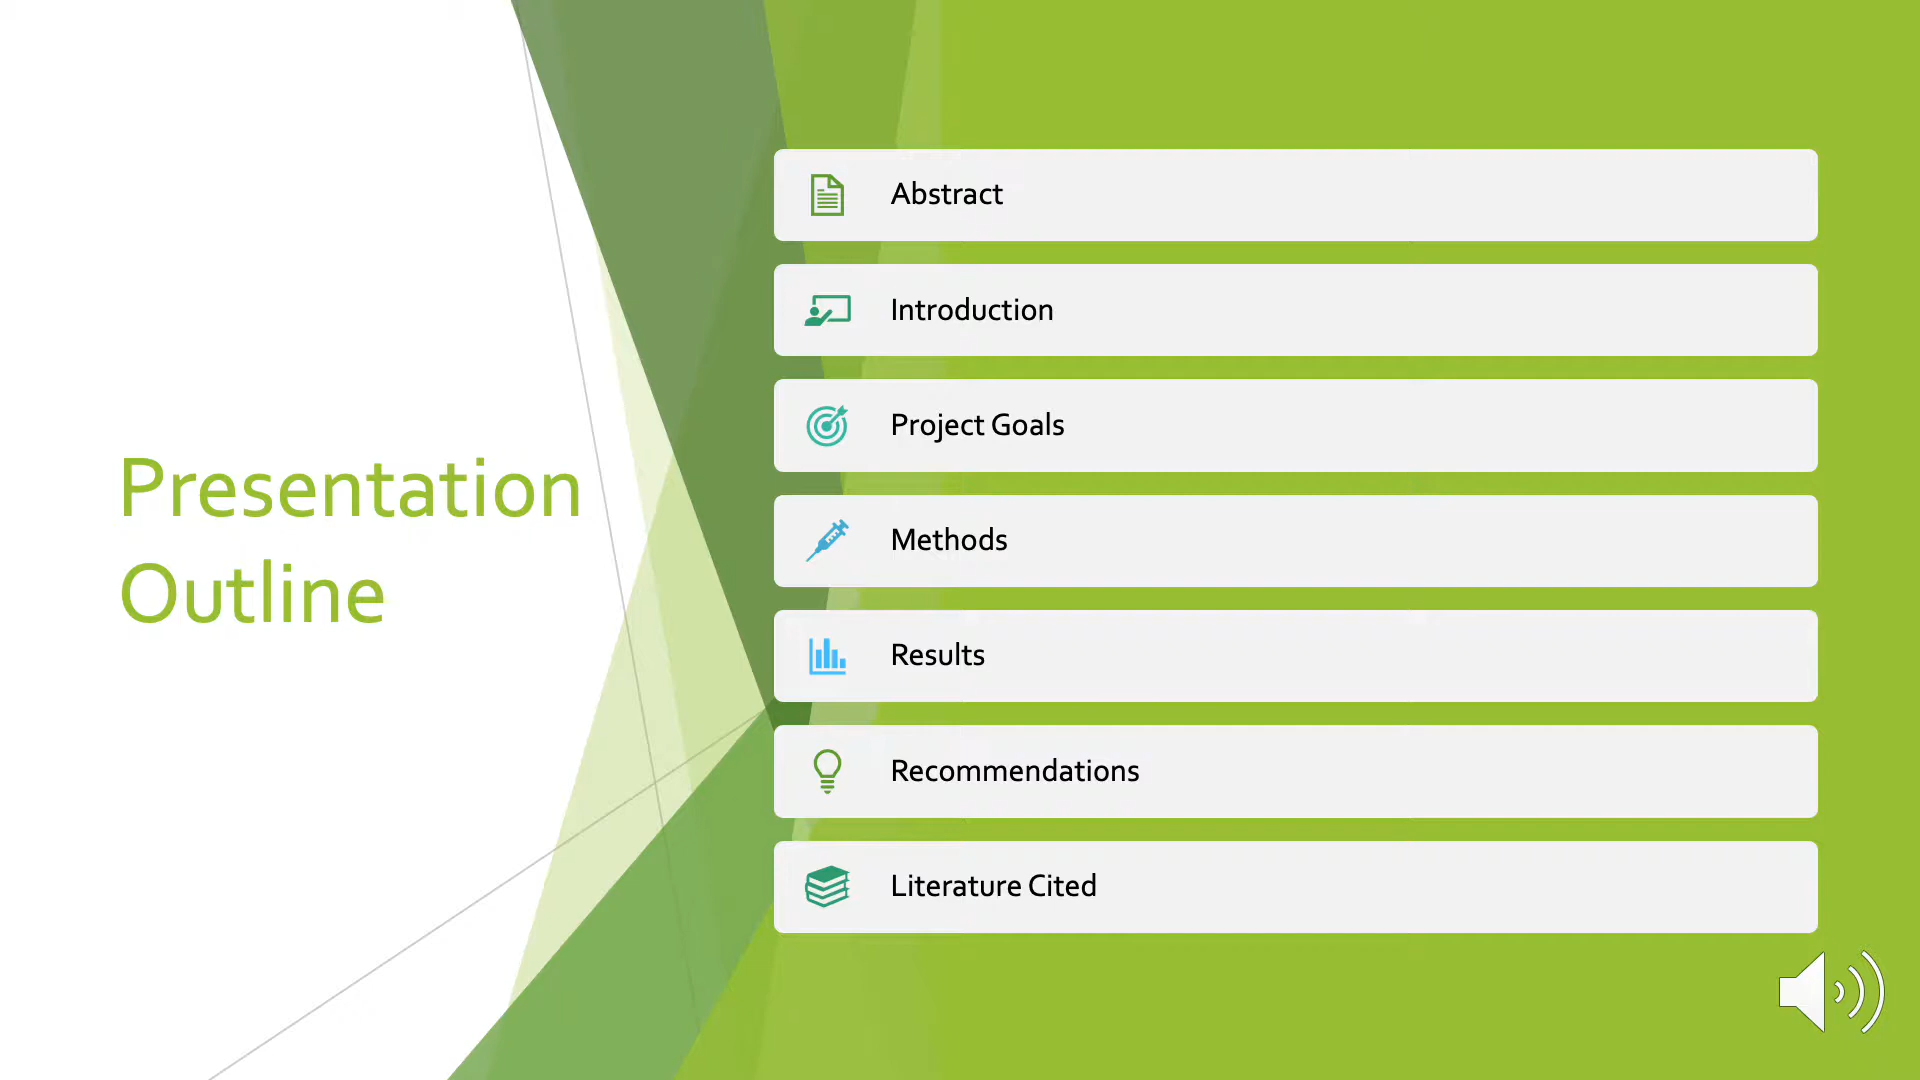 Presentation
Outline
Abstract
Introduction
Project Goals
Methods
Results
Recommendations
Literature Cited